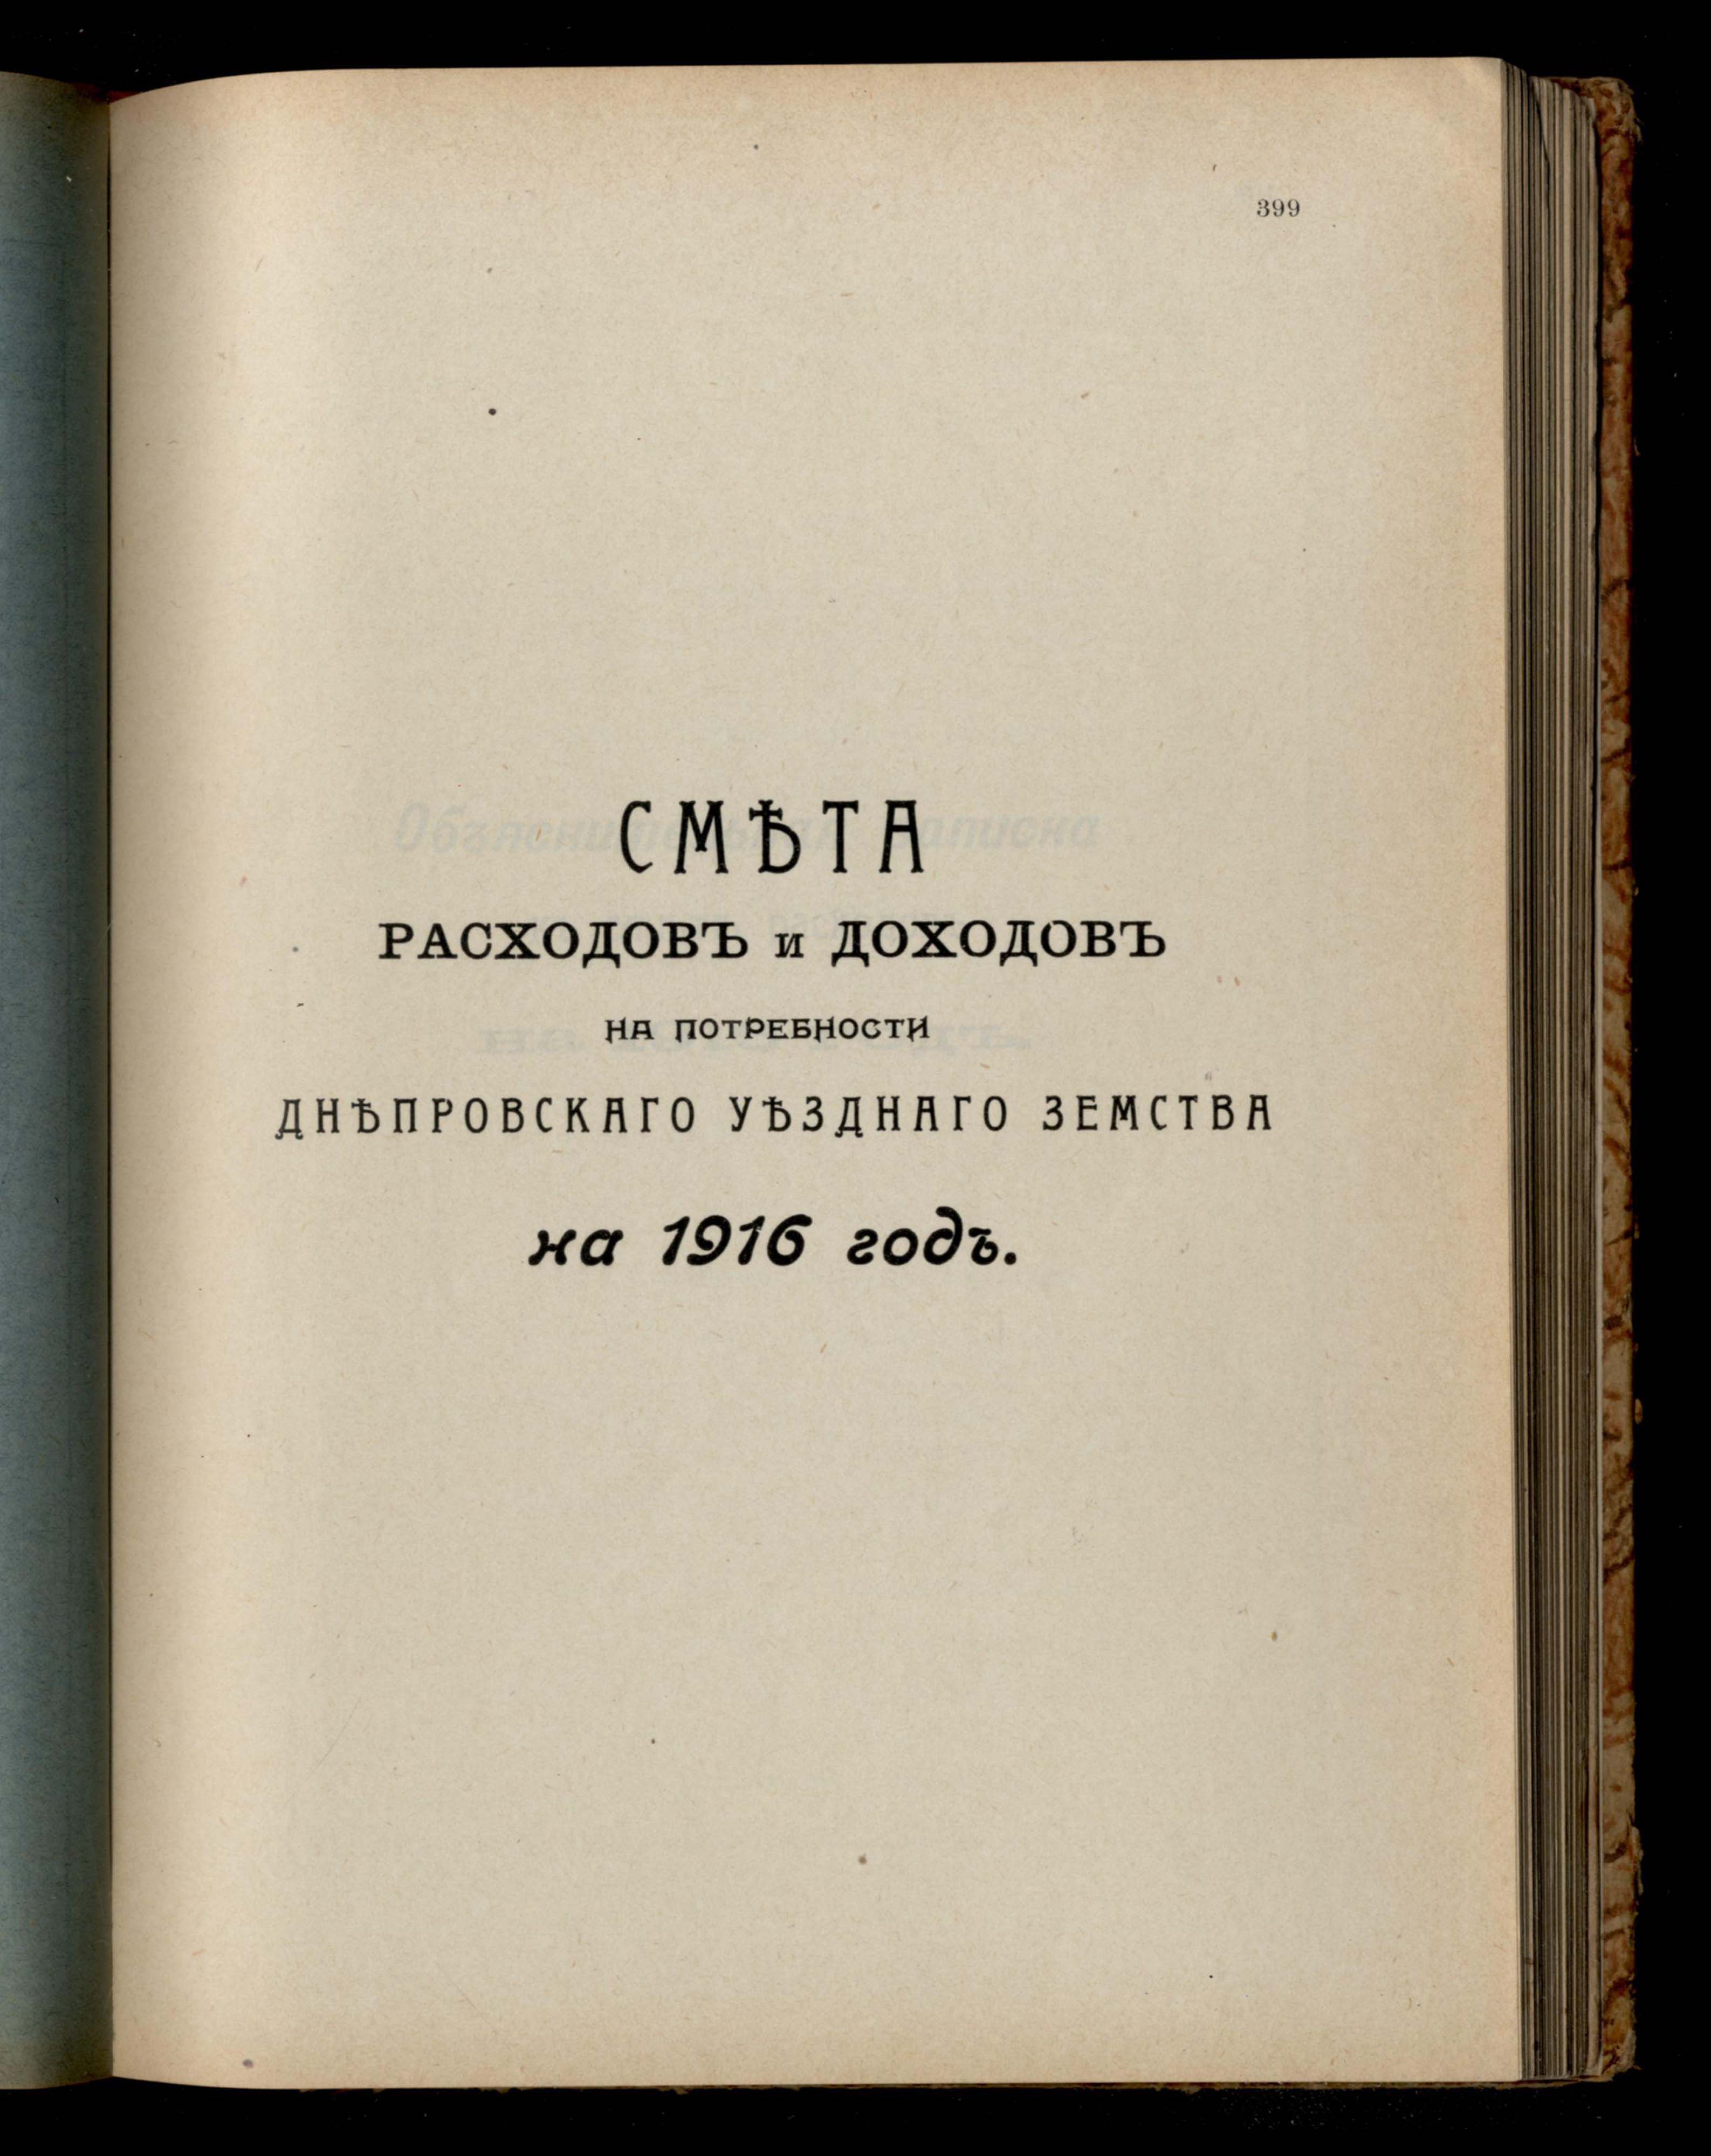 399
СМѢТА
РАСХОДОВЪ и ДОХОДОВЪ
НА ПОТРЕБНОСТИ
ДНѢПРОВСКАГО УѢЗДНАГО ЗЕМСТВА
на 1916 годъ.